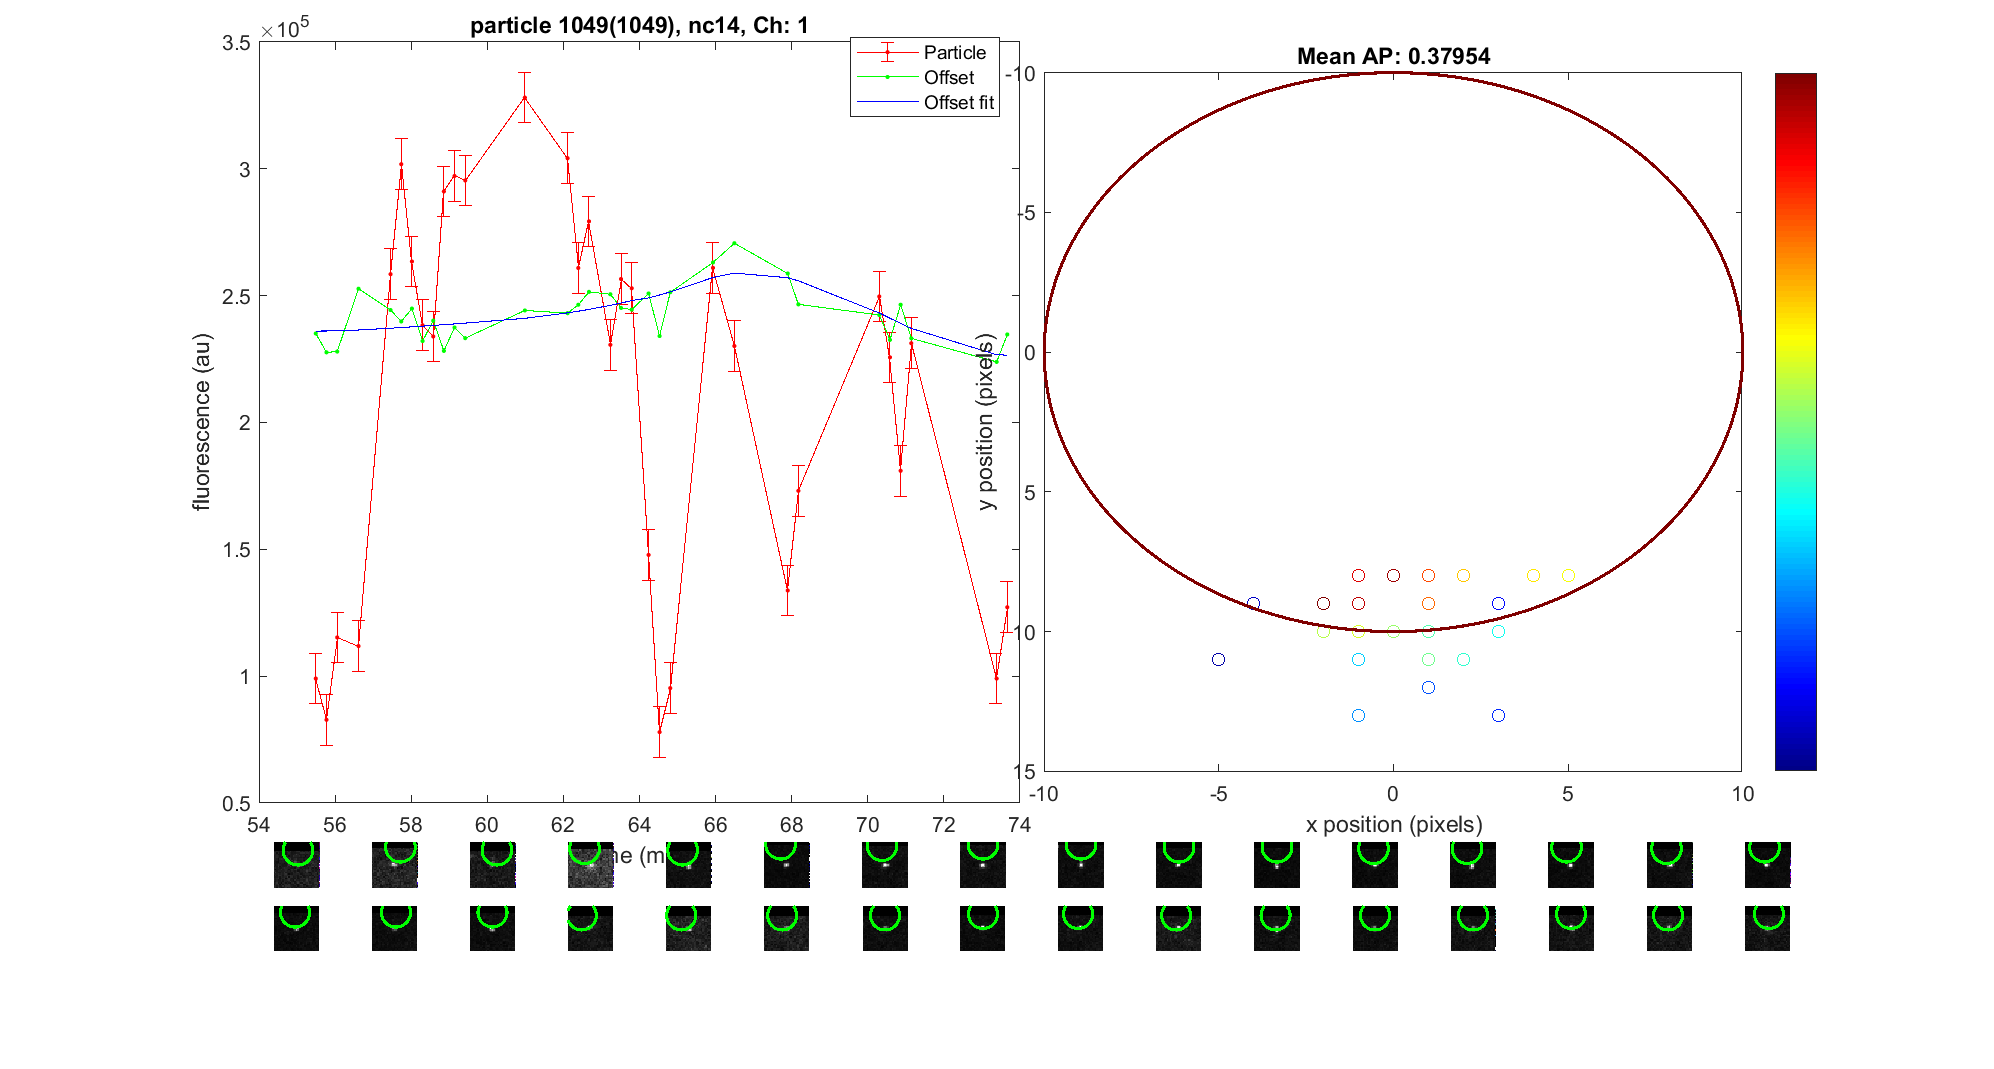 particle 1049(1049), nc14, Ch: 1
×10^5
3.5
3
2.5
2
1.5
1
0.5
fluorescence (au)
54 56 58 60 62 64 66 68 70 72 74
Particle
Offset
Offset fit
Mean AP: 0.37954
-10
-5
0
5
10
15
y position (pixels)
-10 -5 0 5 10
x position (pixels)